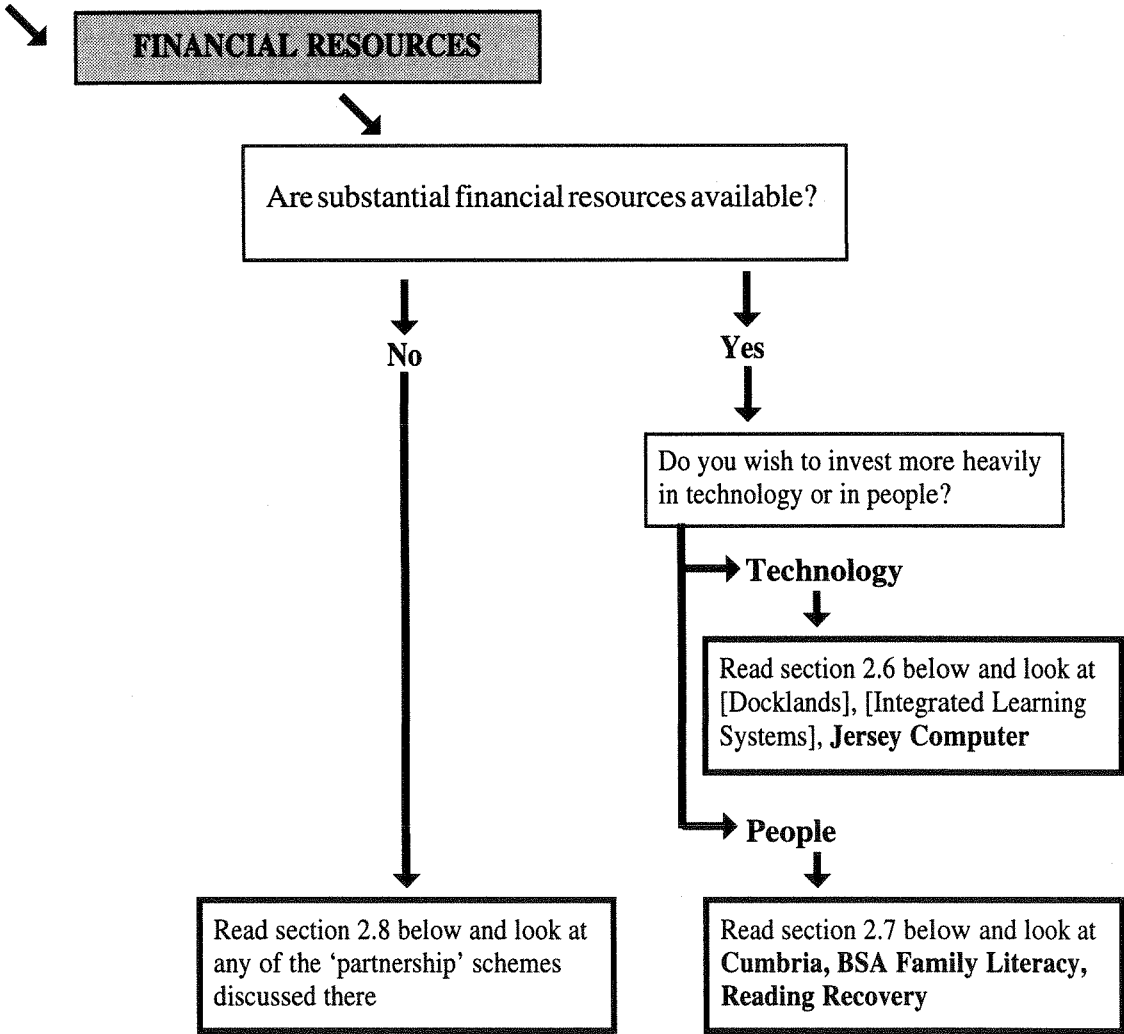 FINANCIAL RESOURCES
Are substantial financial resources available?
No
Yes
Do you wish to invest more heavily
in technology or in people?
Technology
Read section 2.6 below and look at
[Docklands], [Integrated Learning
Systems], Jersey Computer
People
Read section 2.8 below and look at
any of the ‘partnership’ schemes
discussed there
Read section 2.7 below and look at
Cumbria, BSA Family Literacy,
Reading Recovery